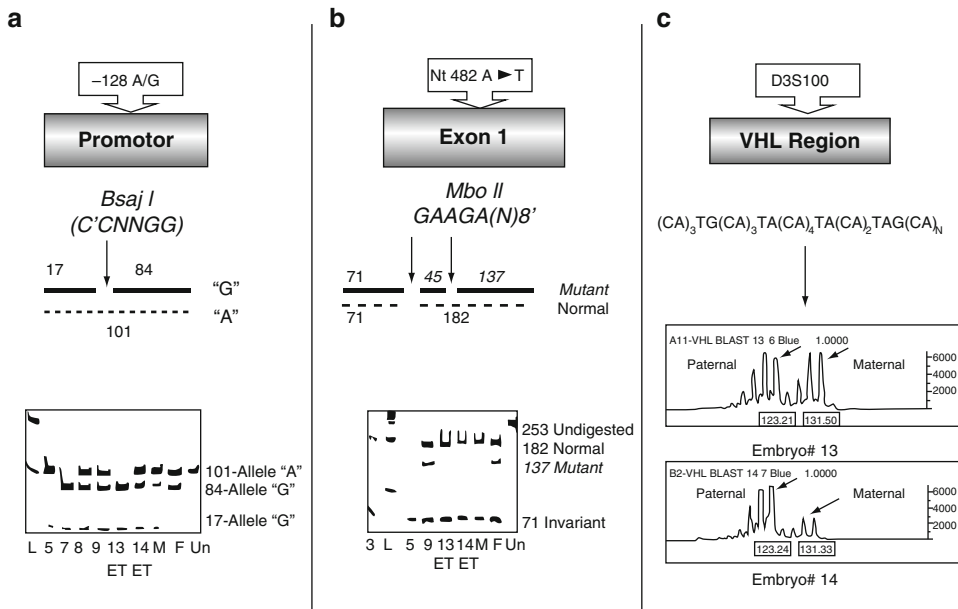 a
–128 A/G
Promotor
Bsaj I
(C'CNNGG)
17 84
"G"
"A"
101
101-Allele "A"
84-Allele "G"
17-Allele "G"
L 5 7 8 9 13 14 M F Un
ET ET
b
Nt 482 A ► T
Exon 1
Mbo II
GAAGA(N)8'
71 45 137
Mutant
Normal
71 182
253 Undigested
182 Normal
137 Mutant
71 Invariant
3 L 5 9 13 14 M F Un
ET ET
c
D3S100
VHL Region
(CA)3TG(CA)3TA(CA)4TA(CA)2TAG(CA)N
A11-VHL BLAST 13 6 Blue 1.0000
Paternal Maternal
6000
4000
2000
123.21 131.50
Embryo# 13
B2-VHL BLAST 14 7 Blue 1.0000
Paternal Maternal
6000
4000
2000
123.24 131.33
Embryo# 14